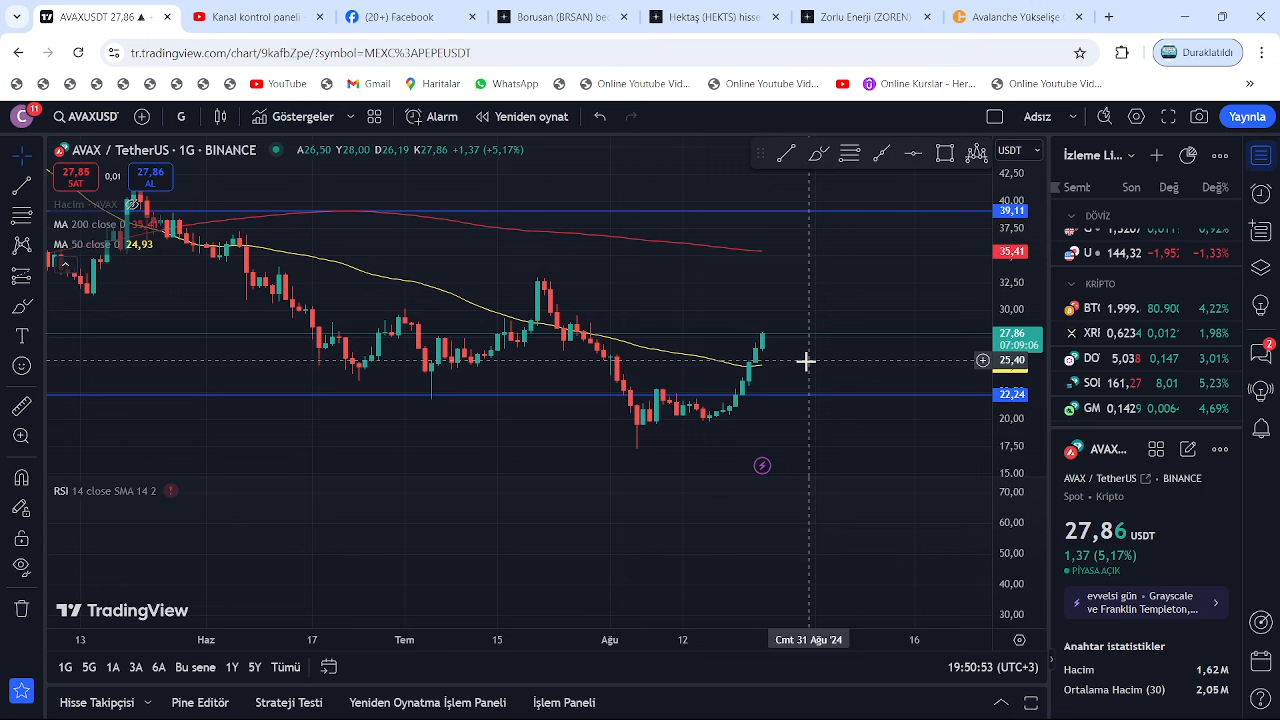 AVAXUSDT 27,86 ▲
al kontrol paneli
(20+) Facebook
Borusan (BRSAN) bed
Hektaş (HEKTS)
Zorlu Enerji (ZOREN)
Avalanche Yükselişe G
tr.tradingview.com/chart/9kafbZpe/?symbol=MEXC%3APEPEUSDT
Duraklatıldı
YouTube
Gmail
Haritalar
WhatsApp
Online Youtube Vid...
Online Youtube Vid...
Online Kurslar - Her...
Online Youtube Vid...
C 11
AVAXUSD
G
Göstergeler
Alarm
Yeniden oynat
Adsız
Yayınla
AVAX / TetherUS · 1G · BINANCE
A26,50 Y28,00 D26,19 K27,86 +1,37 (+5,17%)
27,85 SAT
0,01
27,86 AL
Hacim · AVAX
MA 200 close 0
MA 50 close 0 24,93
USDT
42,50
40,00
39,11
37,50
35,41
32,50
30,00
27,86
07:09:06
25,40
22,24
20,00
17,50
15,00
70,00
60,00
50,00
40,00
30,00
RSI 14 close SMA 14 2
TradingView
13
Haz
17
Tem
15
Ağu
12
Cmt 31 Ağu '24
16
1G 5G 1A 3A 6A Bu sene 1Y 5Y Tümü
19:50:53 (UTC+3)
Hisse Takipçisi
Pine Editör
Strateji Testi
Yeniden Oynatma İşlem Paneli
İşlem Paneli
İzleme Li...
Semb Son Değ Değ%
DÖVİZ
0,92%
U 144,32 −1,95 −1,33%
KRİPTO
BTC 1.999. 80.900 4,22%
XRI 0,6234 0,012 1,98%
DO 5,038 0,147 3,01%
SOI 161,27 8,01 5,23%
GM 0,1429 0,006 4,69%
AVAX...
AVAX / TetherUS · BINANCE
Spot · Kripto
27,86 USDT
1,37 (5,17%)
PİYASA AÇIK
evvelsi gün · Grayscale
ve Franklin Templeton,...
Anahtar istatistikler
Hacim 1,62 M
Ortalama Hacim (30) 2,05 M
2